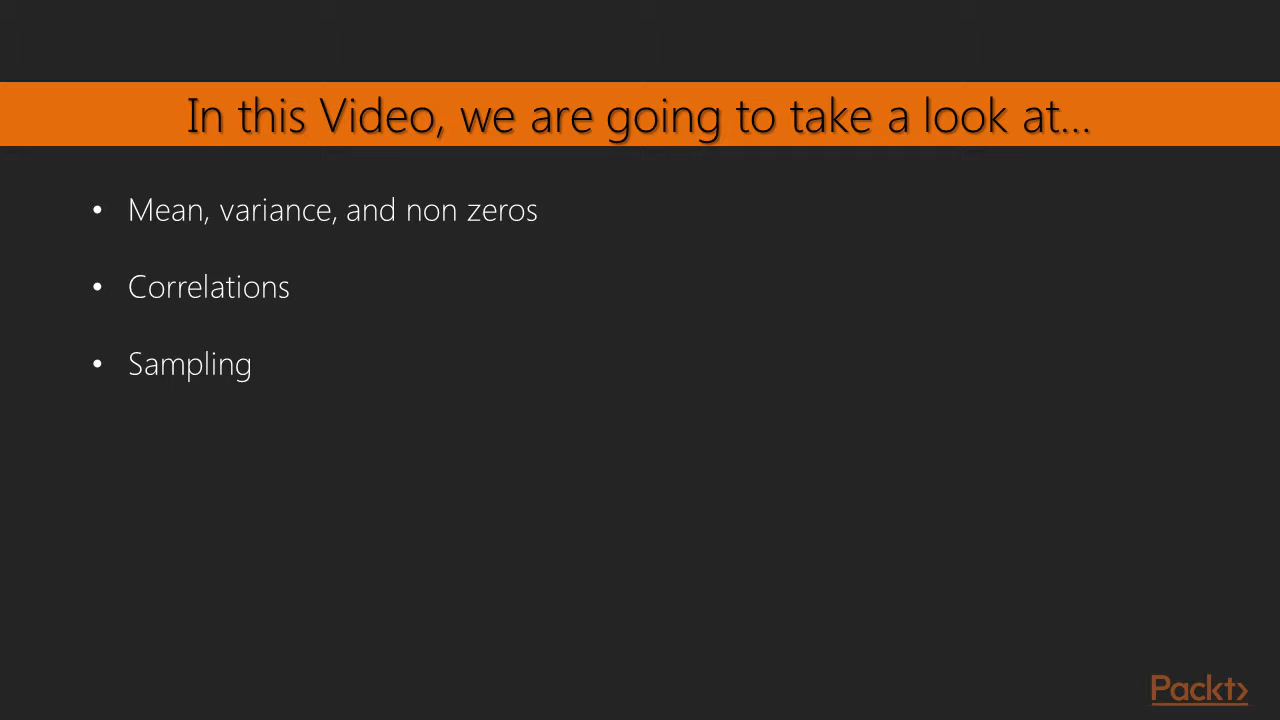 In this Video, we are going to take a look at...
• Mean, variance, and non zeros
• Correlations
• Sampling
Packt>